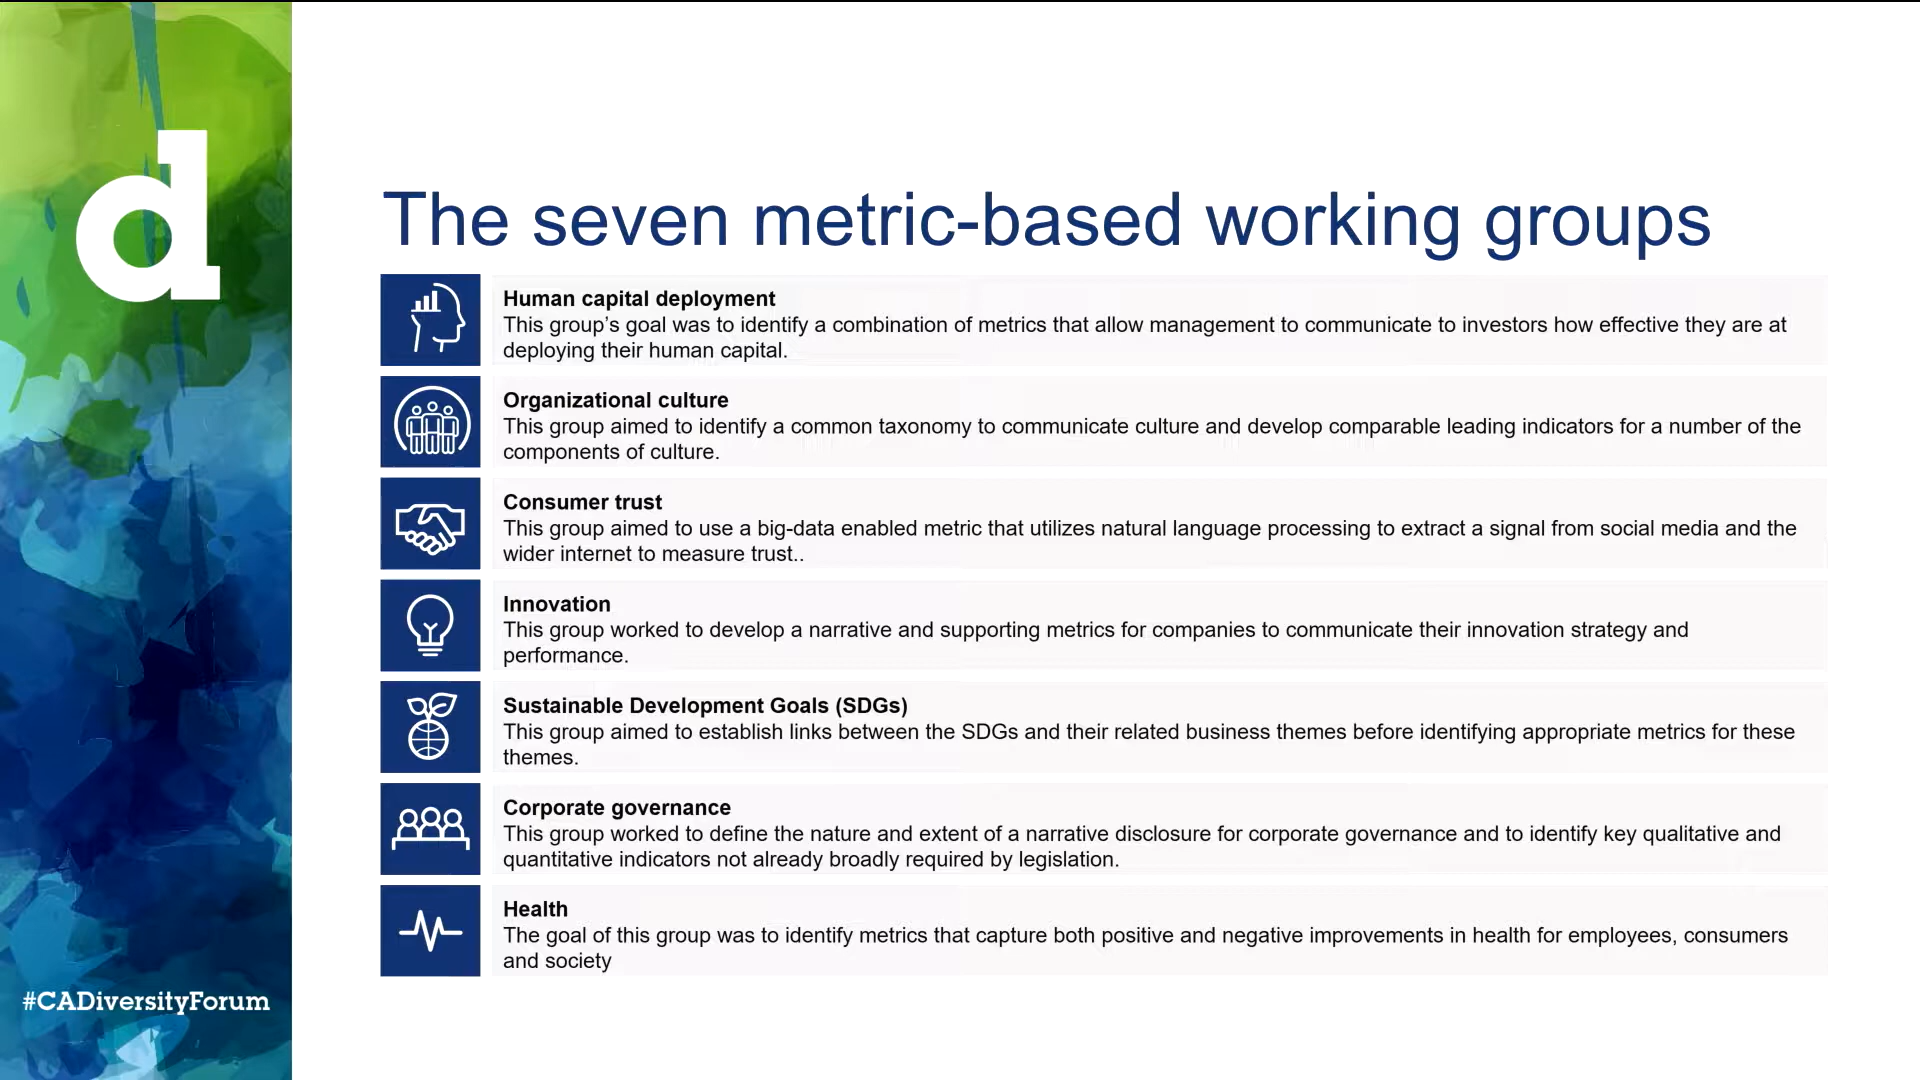 d
The seven metric-based working groups
Human capital deployment
This group’s goal was to identify a combination of metrics that allow management to communicate to investors how effective they are at
deploying their human capital.
Organizational culture
This group aimed to identify a common taxonomy to communicate culture and develop comparable leading indicators for a number of the
components of culture.
Consumer trust
This group aimed to use a big-data enabled metric that utilizes natural language processing to extract a signal from social media and the
wider internet to measure trust..
Innovation
This group worked to develop a narrative and supporting metrics for companies to communicate their innovation strategy and
performance.
Sustainable Development Goals (SDGs)
This group aimed to establish links between the SDGs and their related business themes before identifying appropriate metrics for these
themes.
Corporate governance
This group worked to define the nature and extent of a narrative disclosure for corporate governance and to identify key qualitative and
quantitative indicators not already broadly required by legislation.
Health
The goal of this group was to identify metrics that capture both positive and negative improvements in health for employees, consumers
and society
#CADiversityForum